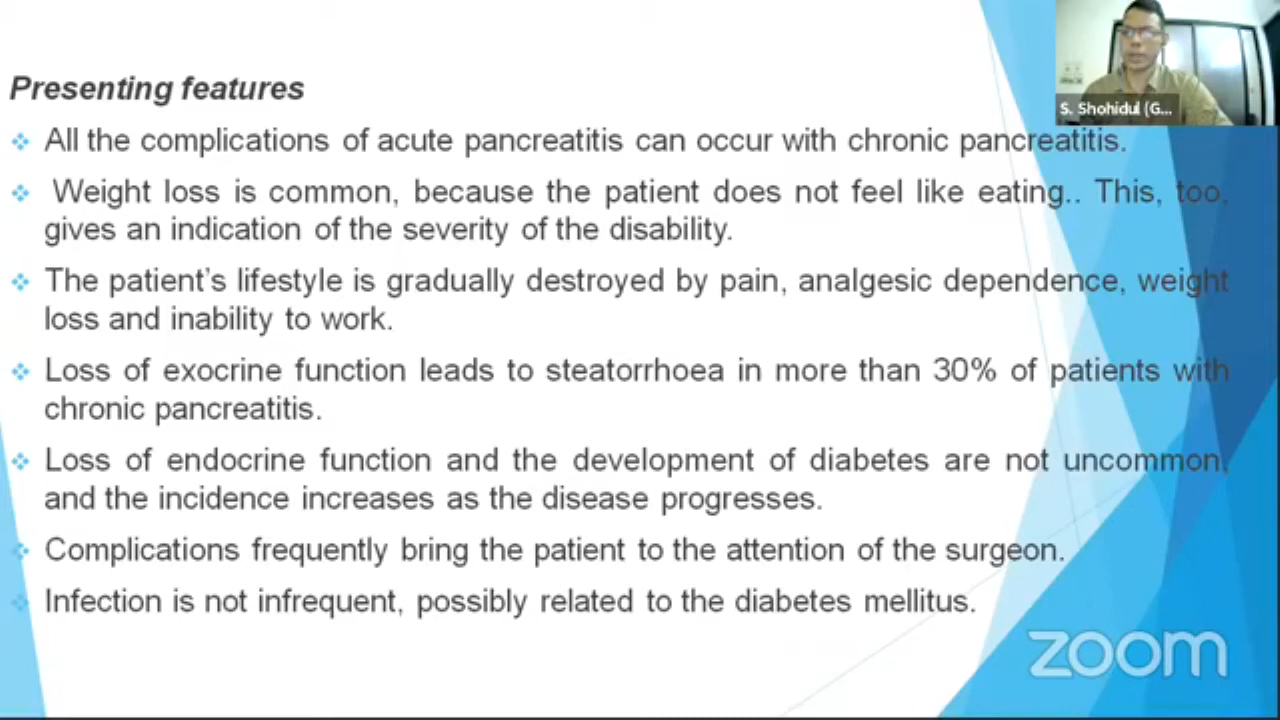 S. Shohidul (G...
Presenting features
All the complications of acute pancreatitis can occur with chronic pancreatitis.
Weight loss is common, because the patient does not feel like eating.. This, too,
gives an indication of the severity of the disability.
The patient’s lifestyle is gradually destroyed by pain, analgesic dependence, weight
loss and inability to work.
Loss of exocrine function leads to steatorrhoea in more than 30% of patients with
chronic pancreatitis.
Loss of endocrine function and the development of diabetes are not uncommon,
and the incidence increases as the disease progresses.
Complications frequently bring the patient to the attention of the surgeon.
Infection is not infrequent, possibly related to the diabetes mellitus.
zoom